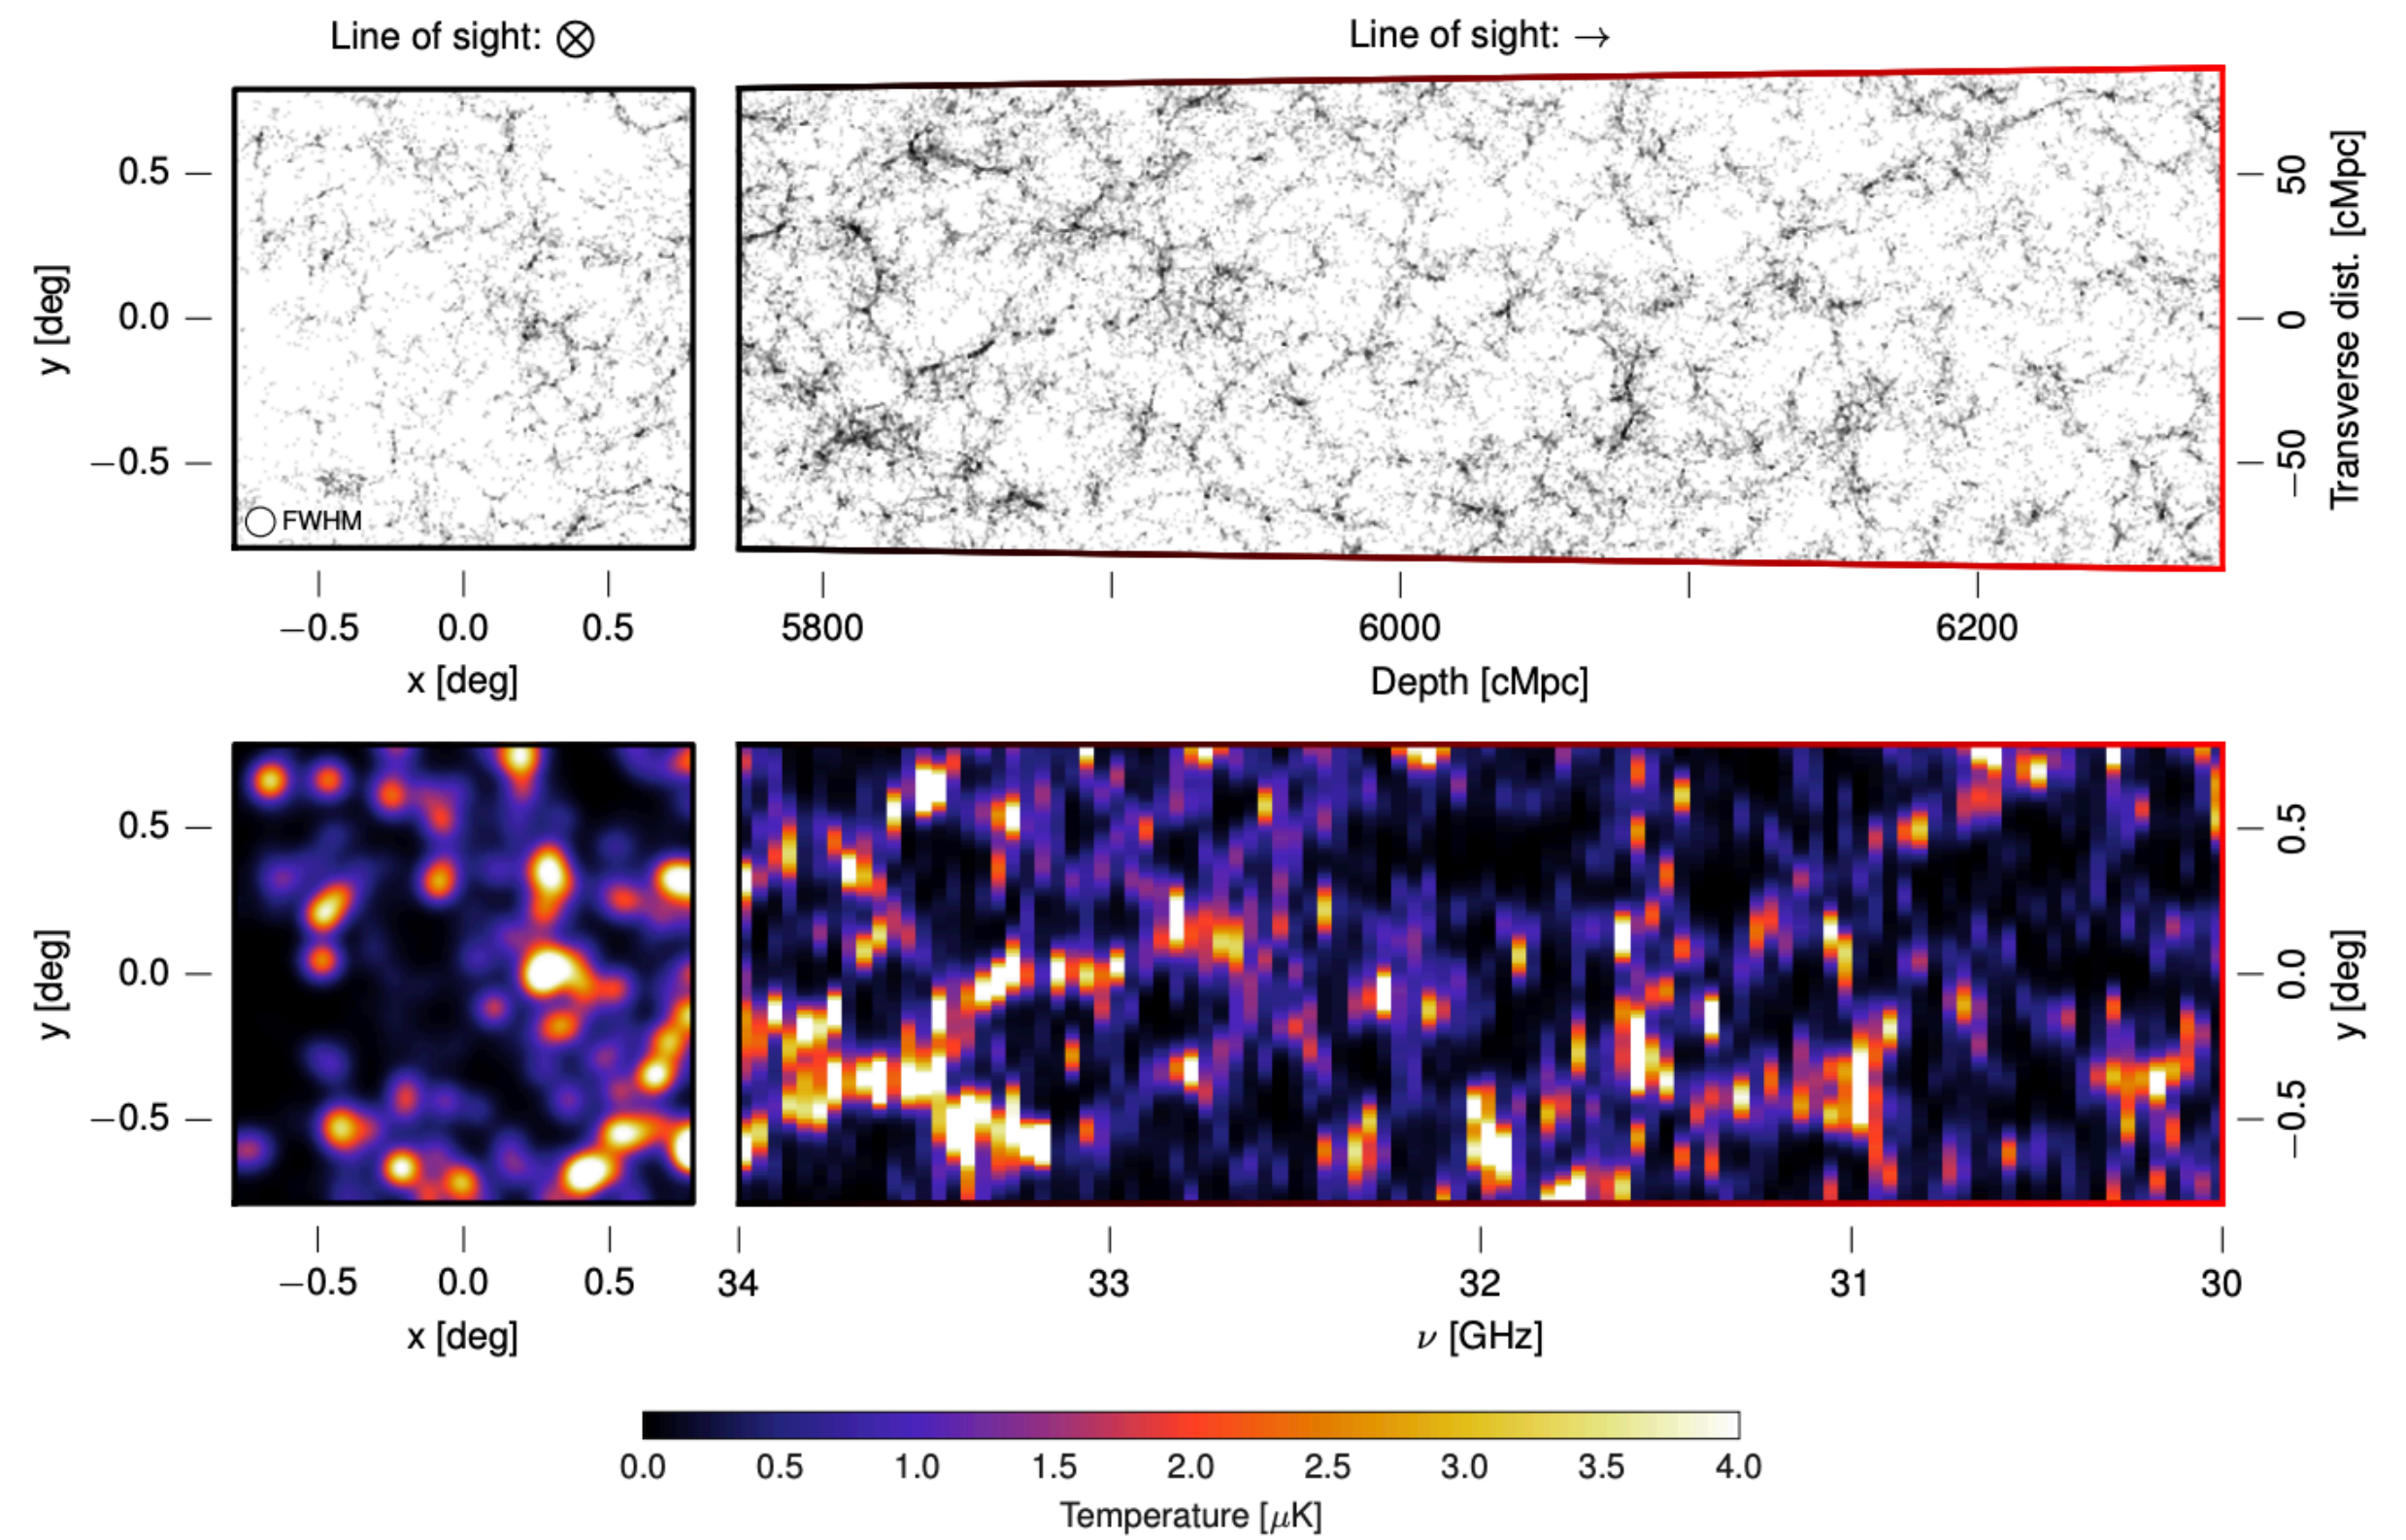 Line of sight: ⊗
Line of sight: →
y [deg]
0.5
0.0
−0.5
FWHM
−0.5 0.0 0.5
x [deg]
5800 6000 6200
Depth [cMpc]
50
0
−50
Transverse dist. [cMpc]
y [deg]
0.5
0.0
−0.5
−0.5 0.0 0.5
x [deg]
34 33 32 31 30
ν [GHz]
0.5
0.0
−0.5
y [deg]
0.0 0.5 1.0 1.5 2.0 2.5 3.0 3.5 4.0
Temperature [μK]